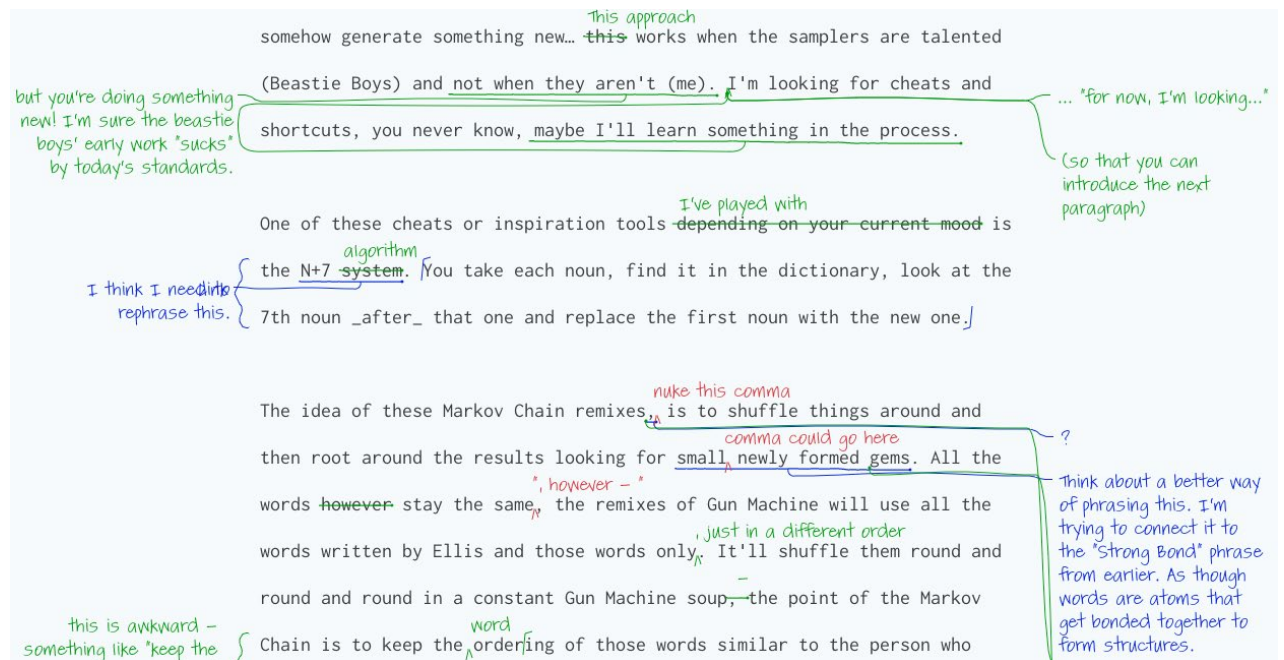 This approach
somehow generate something new… this works when the samplers are talented
(Beastie Boys) and not when they aren't (me). I'm looking for cheats and
shortcuts, you never know, maybe I'll learn something in the process.
but you're doing something
new! I'm sure the beastie
boys' early work "sucks"
by today's standards.
... "for now, I'm looking..."
(so that you can
introduce the next
paragraph)
I've played with
One of these cheats or inspiration tools depending on your current mood is
algorithm
the N+7 system. You take each noun, find it in the dictionary, look at the
7th noun _after_ that one and replace the first noun with the new one.
I think I need to
rephrase this.
nuke this comma
The idea of these Markov Chain remixes, is to shuffle things around and
?
comma could go here
then root around the results looking for small newly formed gems. All the
", however – "
words however stay the same, the remixes of Gun Machine will use all the
, just in a different order
words written by Ellis and those words only. It'll shuffle them round and
–
round and round in a constant Gun Machine soup, the point of the Markov
word
Chain is to keep the ordering of those words similar to the person who
Think about a better way
of phrasing this. I'm
trying to connect it to
the "Strong Bond" phrase
from earlier. As though
words are atoms that
get bonded together to
form structures.
this is awkward –
something like "keep the